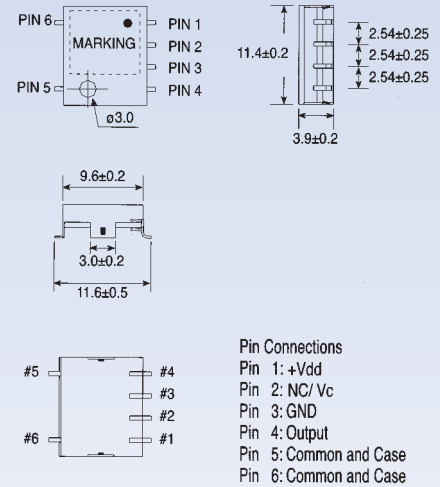 PIN 6
PIN 1
MARKING
PIN 2
PIN 3
PIN 5
PIN 4
ø3.0
11.4±0.2
2.54±0.25
2.54±0.25
2.54±0.25
3.9±0.2
9.6±0.2
3.0±0.2
11.6±0.5
#5
#4
#3
#2
#6
#1
Pin Connections
Pin 1: +Vdd
Pin 2: NC/ Vc
Pin 3: GND
Pin 4: Output
Pin 5: Common and Case
Pin 6: Common and Case